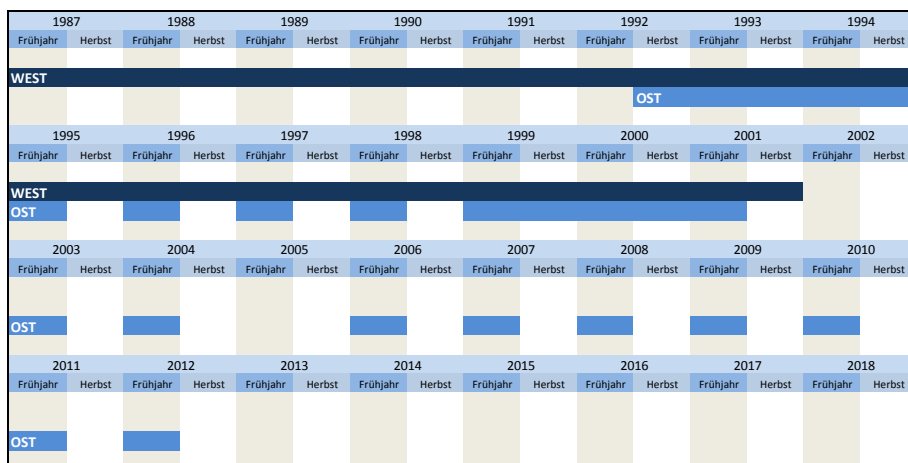 1987 1988 1989 1990 1991 1992 1993 1994
Frühjahr Herbst Frühjahr Herbst Frühjahr Herbst Frühjahr Herbst Frühjahr Herbst Frühjahr Herbst Frühjahr Herbst Frühjahr Herbst
WEST
OST
1995 1996 1997 1998 1999 2000 2001 2002
Frühjahr Herbst Frühjahr Herbst Frühjahr Herbst Frühjahr Herbst Frühjahr Herbst Frühjahr Herbst Frühjahr Herbst Frühjahr Herbst
WEST
OST
2003 2004 2005 2006 2007 2008 2009 2010
Frühjahr Herbst Frühjahr Herbst Frühjahr Herbst Frühjahr Herbst Frühjahr Herbst Frühjahr Herbst Frühjahr Herbst Frühjahr Herbst
OST
2011 2012 2013 2014 2015 2016 2017 2018
Frühjahr Herbst Frühjahr Herbst Frühjahr Herbst Frühjahr Herbst Frühjahr Herbst Frühjahr Herbst Frühjahr Herbst Frühjahr Herbst
OST